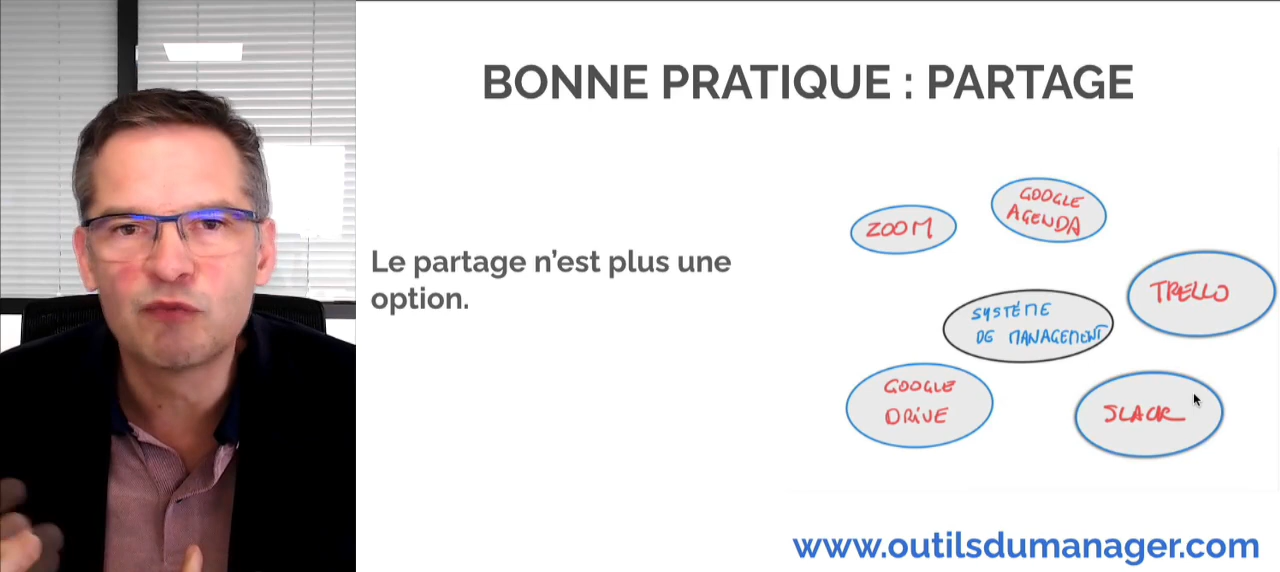 BONNE PRATIQUE : PARTAGE
Le partage n’est plus une
option.
ZOOM
GOOGLE
AGENDA
TRELLO
SYSTÉME
DE MANAGEMENT
GOOGLE
DRIVE
SLACK
www.outilsdumanager.com